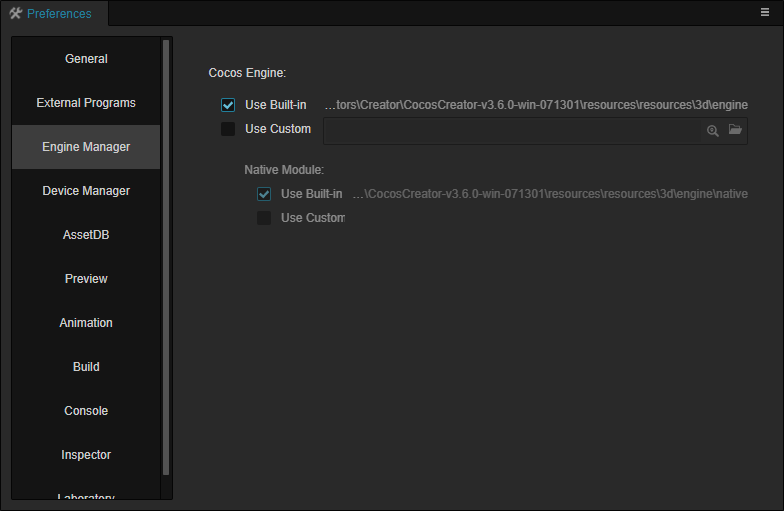 Preferences
General
External Programs
Engine Manager
Device Manager
AssetDB
Preview
Animation
Build
Console
Inspector
Laboratory
Cocos Engine:
Use Built-in ...tors\Creator\CocosCreator-v3.6.0-win-071301\resources\resources\3d\engine
Use Custom
Native Module:
Use Built-in ...\CocosCreator-v3.6.0-win-071301\resources\resources\3d\engine\native
Use Custom